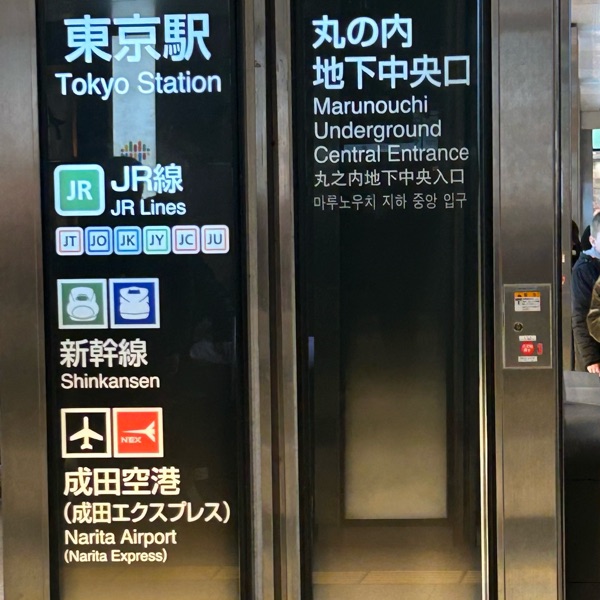 東京駅
Tokyo Station
JR
JR線
JR Lines
JT JO JK JY JC JU
新幹線
Shinkansen
NEX
成田空港
(成田エクスプレス)
Narita Airport
(Narita Express)
丸の内
地下中央口
Marunouchi
Underground
Central Entrance
丸之内地下中央入口
마루노우치 지하 중앙 입구